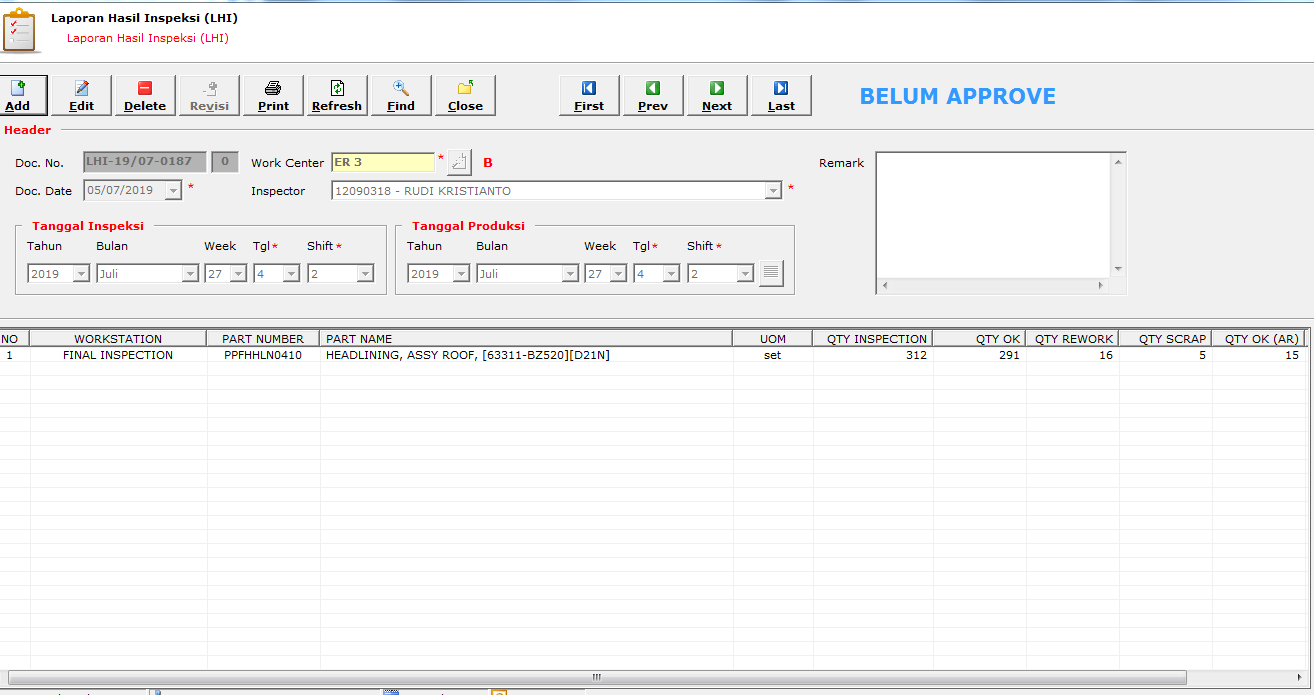 Laporan Hasil Inspeksi (LHI)
Laporan Hasil Inspeksi (LHI)
Add Edit Delete Revisi Print Refresh Find Close First Prev Next Last BELUM APPROVE
Header
Doc. No. LHI-19/07-0187 0 Work Center ER 3 * B Remark
Doc. Date 05/07/2019 * Inspector 12090318 - RUDI KRISTIANTO *
Tanggal Inspeksi Tanggal Produksi
Tahun Bulan Week Tgl* Shift* Tahun Bulan Week Tgl* Shift*
2019 Juli 27 4 2 2019 Juli 27 4 2
NO WORKSTATION PART NUMBER PART NAME UOM QTY INSPECTION QTY OK QTY REWORK QTY SCRAP QTY OK (AR)
1 FINAL INSPECTION PPFHHLN0410 HEADLINING, ASSY ROOF, [63311-BZ520][D21N] set 312 291 16 5 15